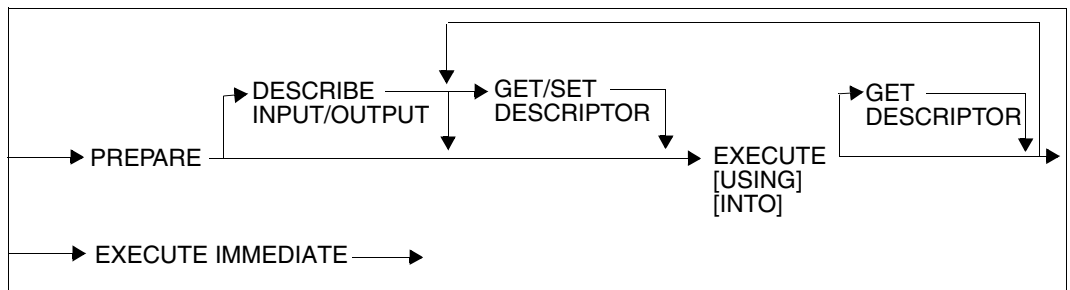 DESCRIBE
INPUT/OUTPUT
GET/SET
DESCRIPTOR
GET
DESCRIPTOR
PREPARE
EXECUTE
[USING]
[INTO]
EXECUTE IMMEDIATE